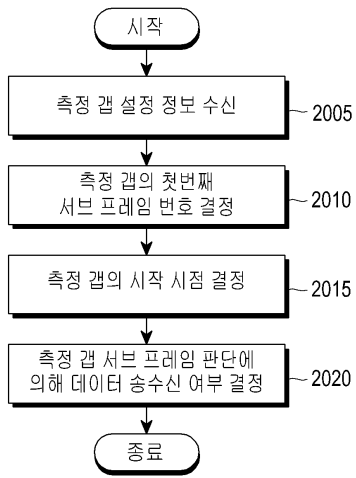 시작
측정 갭 설정 정보 수신
2005
측정 갭의 첫번째
서브 프레임 번호 결정
2010
측정 갭의 시작 시점 결정
2015
측정 갭 서브 프레임 판단에
의해 데이터 송수신 여부 결정
2020
종료